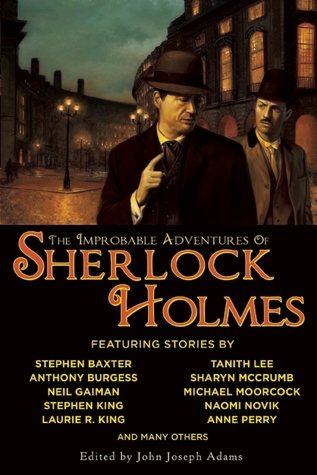 THE IMPROBABLE ADVENTURES OF
SHERLOCK
HOLMES
FEATURING STORIES BY
STEPHEN BAXTER
ANTHONY BURGESS
NEIL GAIMAN
STEPHEN KING
LAURIE R. KING
TANITH LEE
SHARYN MCCRUMB
MICHAEL MOORCOCK
NAOMI NOVIK
ANNE PERRY
AND MANY OTHERS
Edited by John Joseph Adams